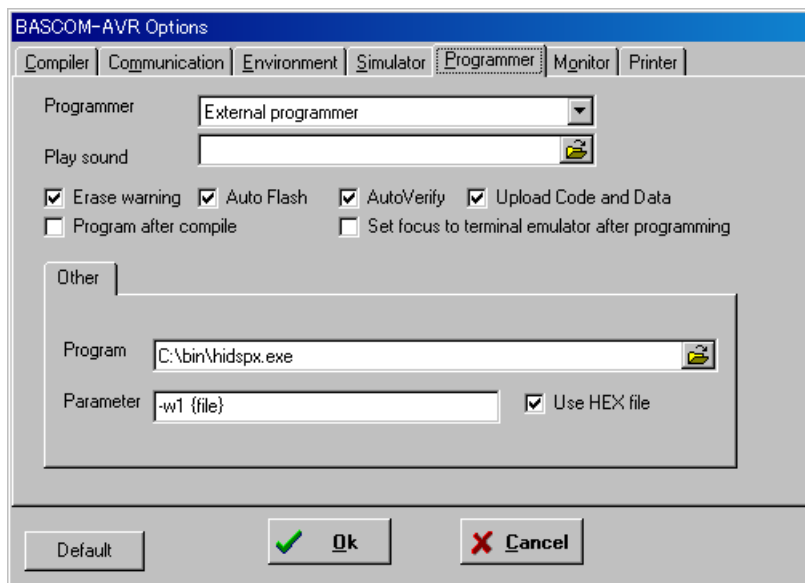 BASCOM-AVR Options
Compiler Communication Environment Simulator Programmer Monitor Printer
Programmer External programmer
Play sound
Erase warning Auto Flash AutoVerify Upload Code and Data
Program after compile Set focus to terminal emulator after programming
Other
Program C:\bin\hidspx.exe
Parameter -w1 {file} Use HEX file
Default Ok Cancel